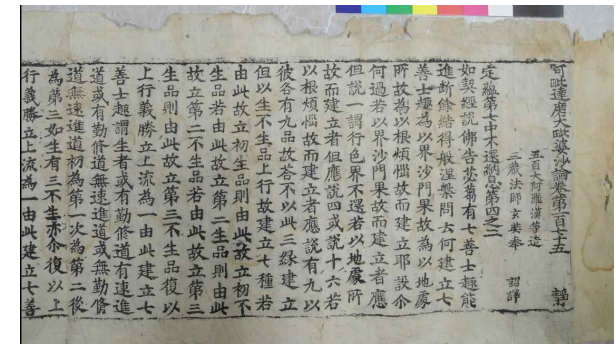 阿毗達磨大毗婆沙論卷第一百七十五
五百大阿羅漢等造
三藏法師玄奘奉 詔譯
定蘊第七中不還納息第四之二
如契經說佛告苾蒭有七善士趣能
進斷餘結得般涅槃問云何建立七
善士趣為以界沙門果故為以地處
所故為以根煩惱故而建立耶設尒
何過若以界沙門果故而建立者應
但說一謂行色界不還若以地處所
故而建立者但應說四或說十六若
以根煩惱故而建立者應說有九以
彼各有九品故答不以此三緣建立
但以生不生品上行故建立七種若
由此故立初生品則由此故立初不
生品若由此故立第二生品則由此
故立第二不生品若由此故立第三
生品則由此故立第三不生品復以
上行義勝立上流為一由此建立七
善士趣謂生者或有勤修道有速進
道或有勤修道無速進道或無勤修
道無速進道初為第一次為第二後
為第三如生有三不生亦尒復以上
行義勝立上流為一由此建立七善